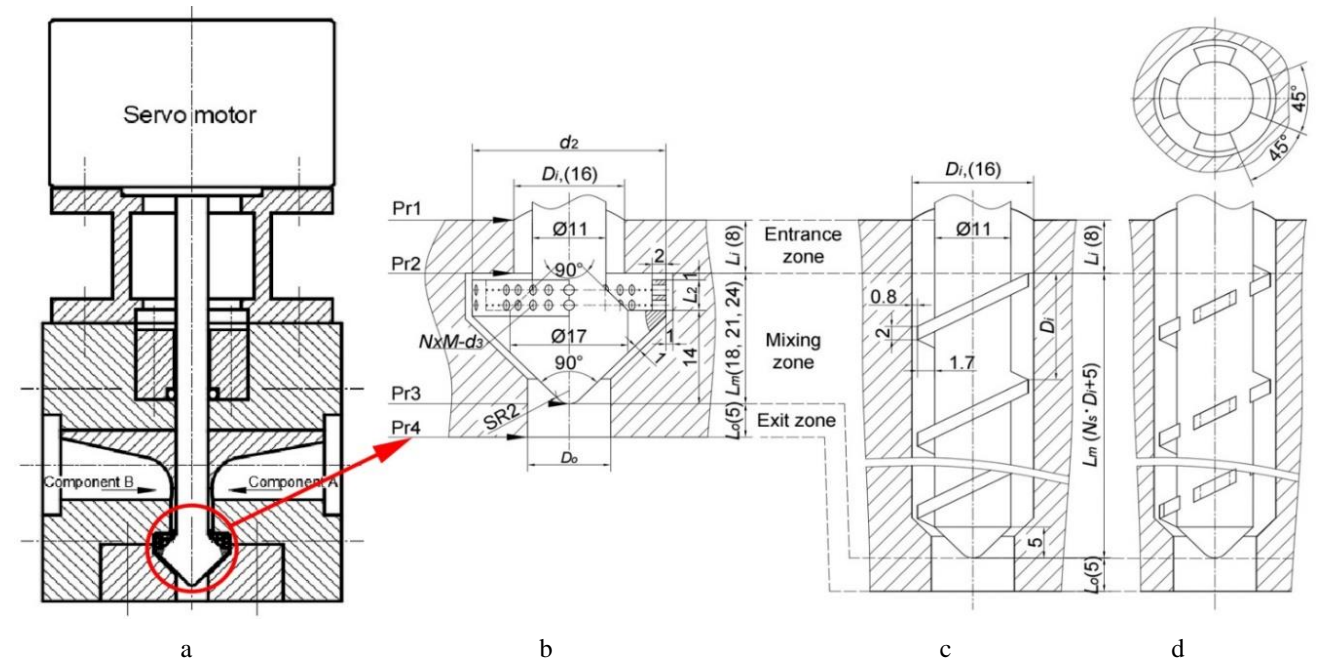 Servo motor
Component B
Component A
a
d2
Di,(16)
Pr1
Ø11
Pr2
90°
2
1
L2
NxM-d3
Ø17
1
1
14
90°
Pr3
SR2
Pr4
Do
Li (8)
Lm(18, 21, 24)
Lo(5)
b
Entrance
zone
Mixing
zone
Exit zone
Di,(16)
Ø11
Li (8)
0.8
2
Di
1.7
Lm (Ns· Di+5)
5
Lo(5)
c
45°
45°
d